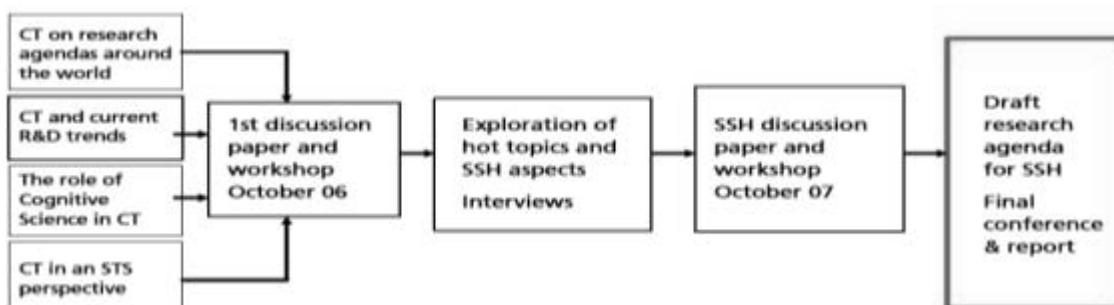 CT on research
agendas around
the world
CT and current
R&D trends
The role of
Cognitive
Science in CT
CT in an STS
perspective
1st discussion
paper and
workshop
October 06
Exploration of
hot topics and
SSH aspects
Interviews
SSH discussion
paper and
workshop
October 07
Draft
research
agenda
for SSH
Final
conference
& report